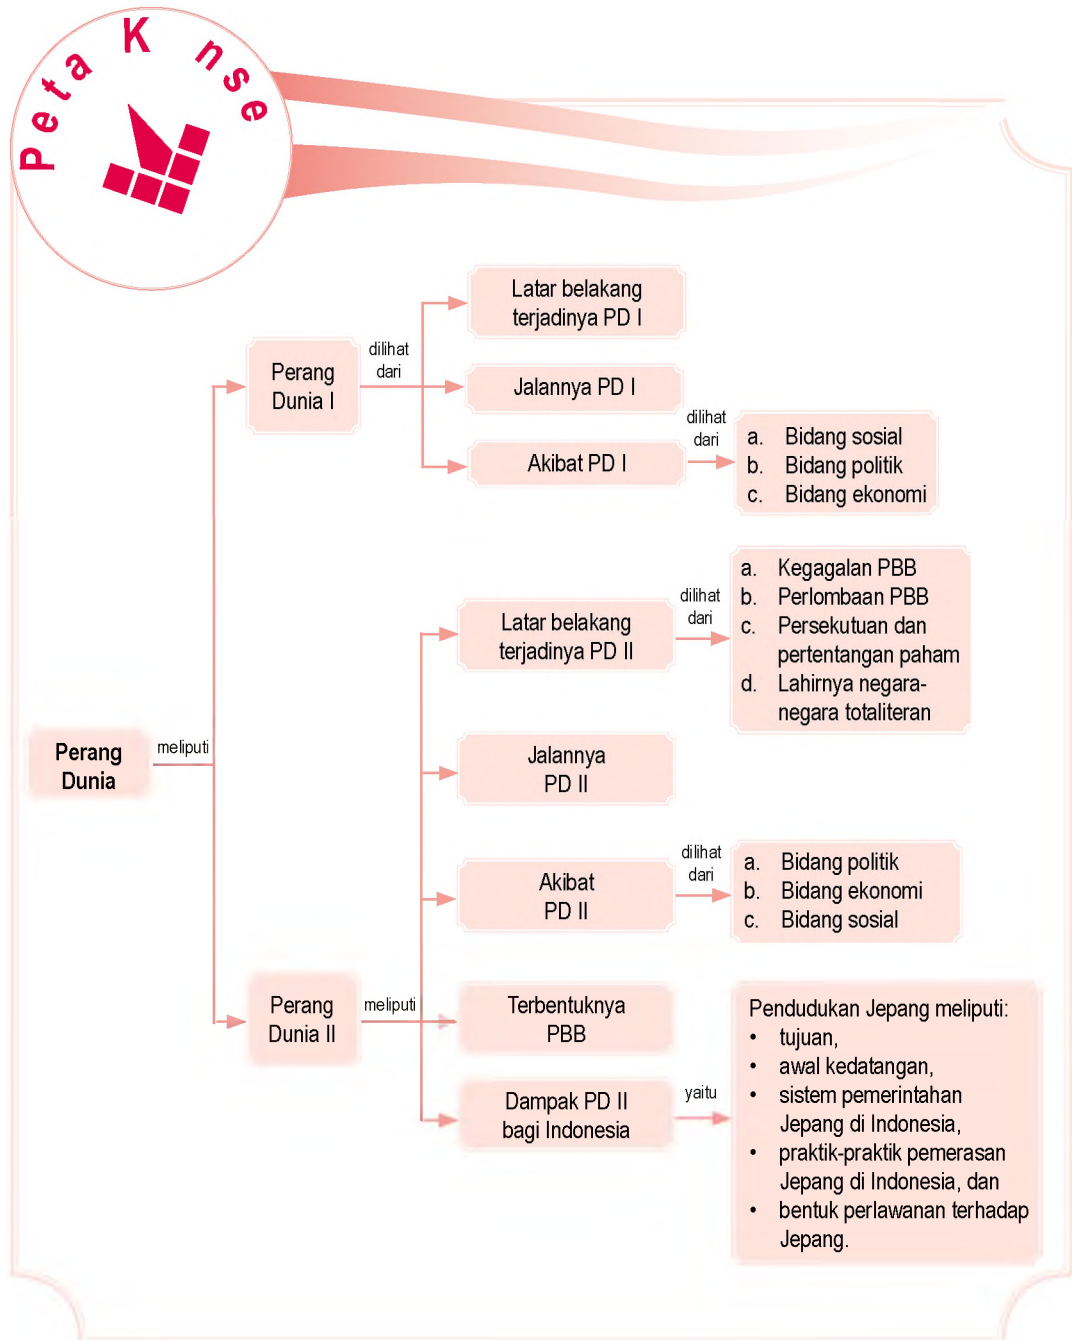 Peta K nse
Latar belakang
terjadinya PD I
dilihat
dari
Perang
Dunia I
Jalannya PD I
Akibat PD I
dilihat
dari
a. Bidang sosial
b. Bidang politik
c. Bidang ekonomi
Latar belakang
terjadinya PD II
dilihat
dari
a. Kegagalan PBB
b. Perlombaan PBB
c. Persekutuan dan
pertentangan paham
d. Lahirnya negara-
negara totaliteran
Perang
Dunia
meliputi
Jalannya
PD II
Akibat
PD II
dilihat
dari
a. Bidang politik
b. Bidang ekonomi
c. Bidang sosial
Perang
Dunia II
meliputi
Terbentuknya
PBB
Dampak PD II
bagi Indonesia
yaitu
Pendudukan Jepang meliputi:
• tujuan,
• awal kedatangan,
• sistem pemerintahan
Jepang di Indonesia,
• praktik-praktik pemerasan
Jepang di Indonesia, dan
• bentuk perlawanan terhadap
Jepang.